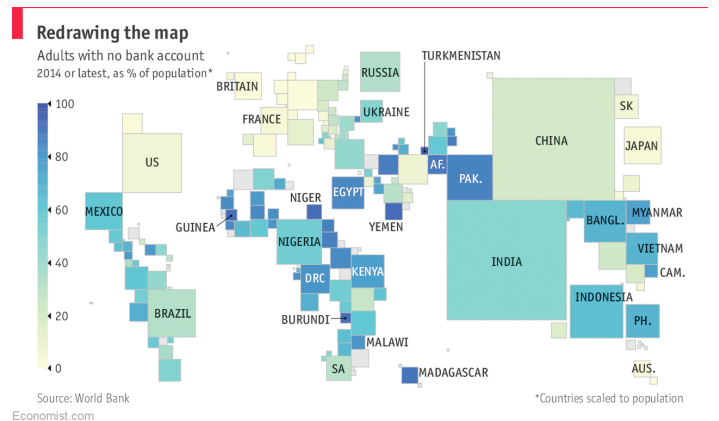 Redrawing the map
Adults with no bank account
2014 or latest, as % of population*
100
80
60
40
20
0
TURKMENISTAN
BRITAIN
RUSSIA
FRANCE
UKRAINE
SK
CHINA
JAPAN
US
AF.
PAK.
EGYPT
MEXICO
NIGER
GUINEA
YEMEN
BANGL.
MYANMAR
NIGERIA
VIETNAM
INDIA
DRC
KENYA
CAM.
INDONESIA
BRAZIL
BURUNDI
PH.
MALAWI
SA
MADAGASCAR
AUS.
Source: World Bank
*Countries scaled to population
Economist.com